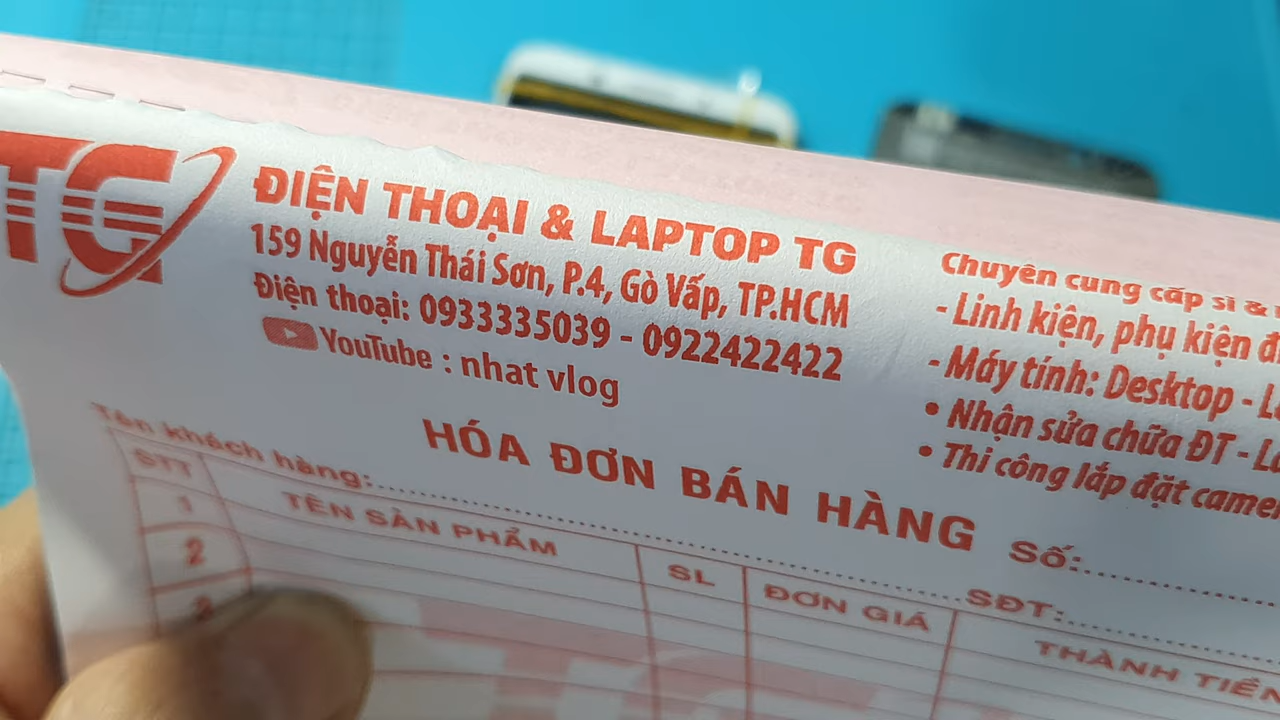 TG
ĐIỆN THOẠI & LAPTOP TG
159 Nguyễn Thái Sơn, P.4, Gò Vấp, TP.HCM
Điện thoại: 0933335039 - 0922422422
YouTube : nhat vlog
Chuyên cung cấp sỉ &
- Linh kiện, phụ kiện
- Máy tính: Desktop -
• Nhận sửa chữa ĐT -
• Thi công lắp đặt
HÓA ĐƠN BÁN HÀNG
Số:
Tên khách hàng:
SĐT:
STT TÊN SẢN PHẨM SL ĐƠN GIÁ THÀNH TIỀN
1
2
3